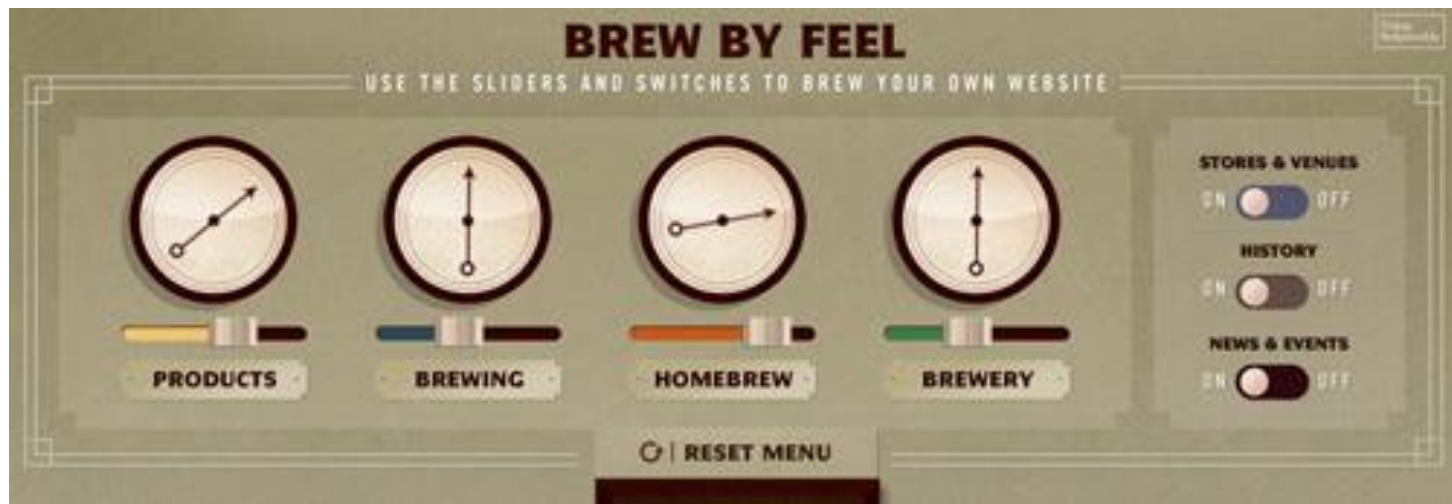 BREW BY FEEL
USE THE SLIDERS AND SWITCHES TO BREW YOUR OWN WEBSITE
STORES & VENUES
ON OFF
HISTORY
ON OFF
NEWS & EVENTS
ON OFF
PRODUCTS
BREWING
HOMEBREW
BREWERY
RESET MENU